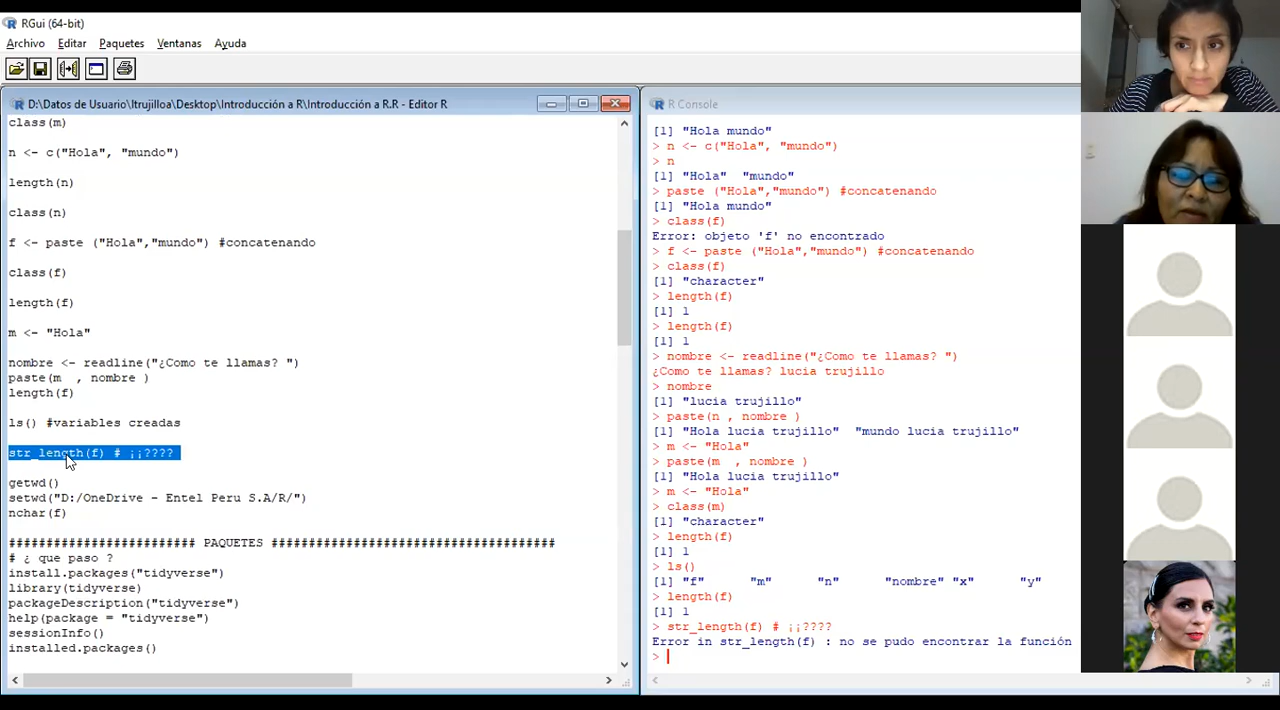 RGui (64-bit)
Archivo Editar Paquetes Ventanas Ayuda
D:\Datos de Usuario\ltrujilloa\Desktop\Introducción a R\Introducción a R.R - Editor R
class(m)
n <- c("Hola", "mundo")
length(n)
class(n)
f <- paste ("Hola","mundo") #concatenando
class(f)
length(f)
m <- "Hola"
nombre <- readline("¿Como te llamas? ")
paste(m  , nombre )
length(f)
ls() #variables creadas
str_length(f) # ¡¡????
getwd()
setwd("D:/OneDrive - Entel Peru S.A/R/")
nchar(f)
######################### PAQUETES ######################################
# ¿ que paso ?
install.packages("tidyverse")
library(tidyverse)
packageDescription("tidyverse")
help(package = "tidyverse")
sessionInfo()
installed.packages()
R Console
[1] "Hola mundo"
> n <- c("Hola", "mundo")
> n
[1] "Hola"  "mundo"
> paste ("Hola","mundo") #concatenando
[1] "Hola mundo"
> class(f)
Error: objeto 'f' no encontrado
> f <- paste ("Hola","mundo") #concatenando
> class(f)
[1] "character"
> length(f)
[1] 1
> length(f)
[1] 1
> nombre <- readline("¿Como te llamas? ")
¿Como te llamas? lucia trujillo
> nombre
[1] "lucia trujillo"
> paste(n , nombre )
[1] "Hola lucia trujillo"  "mundo lucia trujillo"
> m <- "Hola"
> paste(m  , nombre )
[1] "Hola lucia trujillo"
> m <- "Hola"
> class(m)
[1] "character"
> length(f)
[1] 1
> ls()
[1] "f"      "m"      "n"      "nombre" "x"      "y"
> length(f)
[1] 1
> str_length(f) # ¡¡????
Error in str_length(f) : no se pudo encontrar la función
>